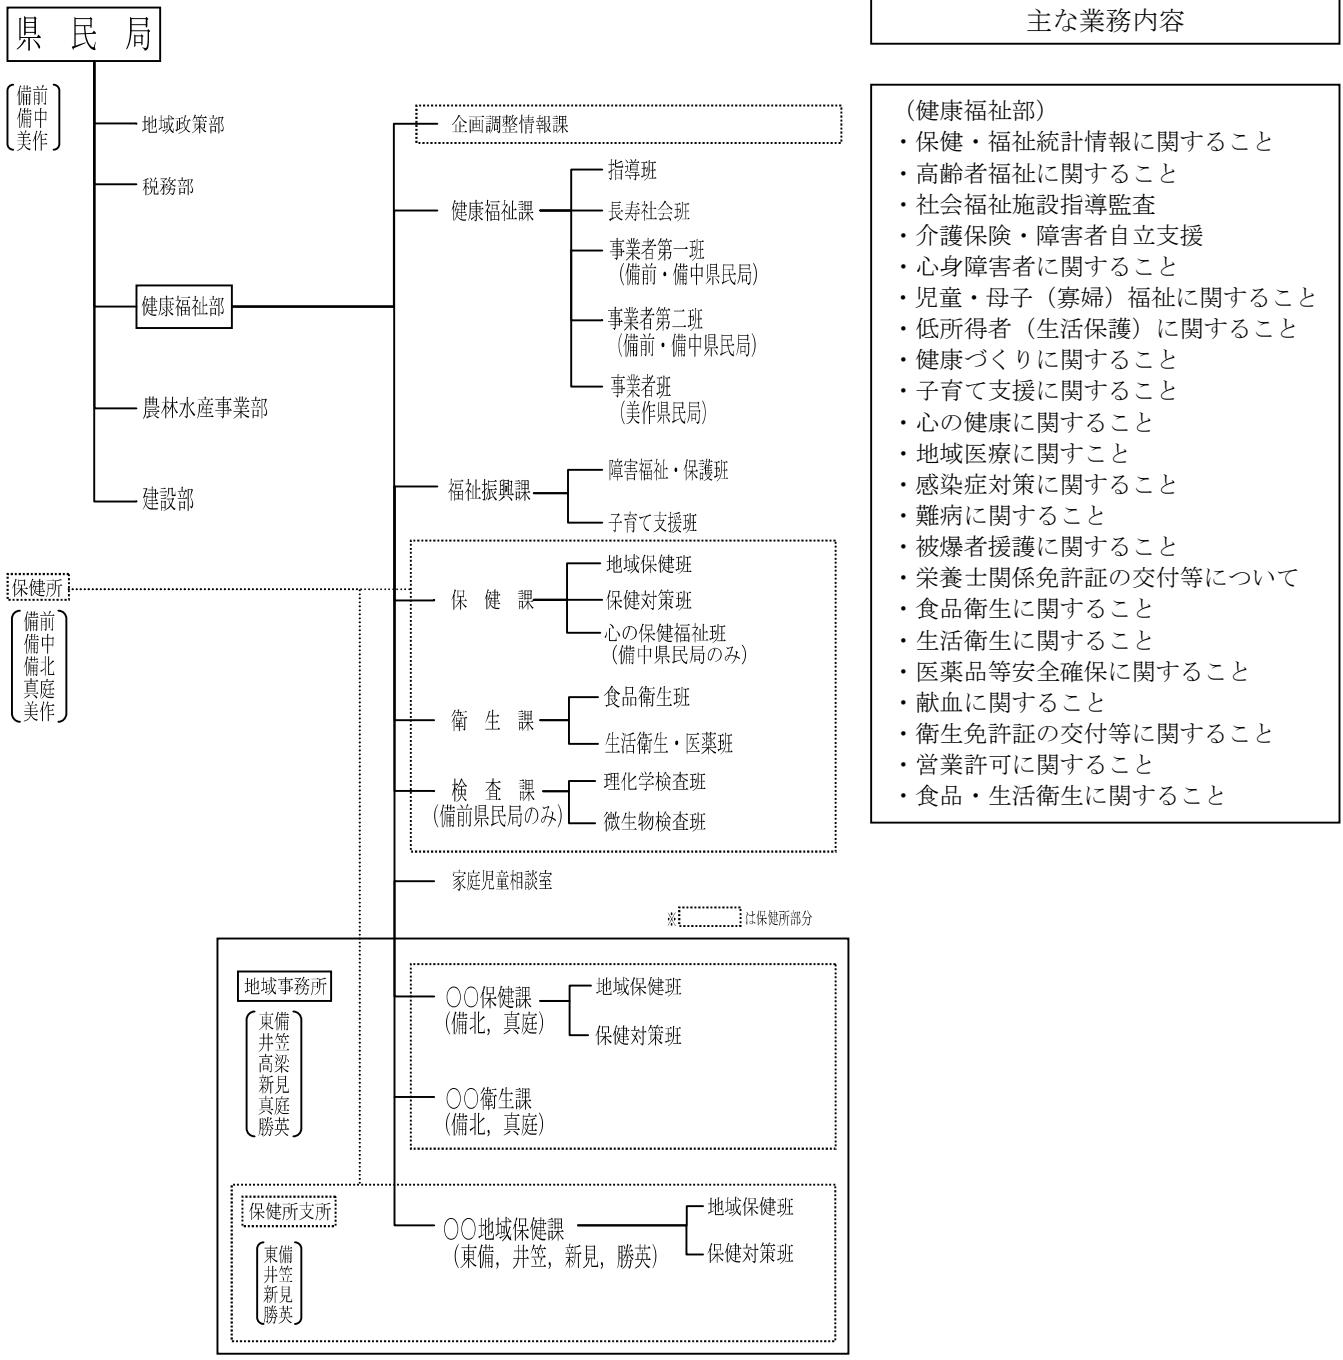 県　民　局
備前
備中
美作
地域政策部
税務部
健康福祉部
農林水産事業部
建設部
保健所
備前
備中
備北
真庭
美作
企画調整情報課
健康福祉課
指導班
長寿社会班
事業者第一班
（備前・備中県民局）
事業者第二班
（備前・備中県民局）
事業者班
（美作県民局）
福祉振興課
障害福祉・保護班
子育て支援班
保　健　課
地域保健班
保健対策班
心の保健福祉班
（備中県民局のみ）
衛　生　課
食品衛生班
生活衛生・医薬班
検　査　課
（備前県民局のみ）
理化学検査班
微生物検査班
家庭児童相談室
※　　は保健所部分
地域事務所
東備
井笠
高梁
新見
真庭
勝英
〇〇保健課
（備北，真庭）
地域保健班
保健対策班
〇〇衛生課
（備北，真庭）
保健所支所
東備
井笠
新見
勝英
〇〇地域保健課
（東備，井笠，新見，勝英）
地域保健班
保健対策班
主な業務内容
（健康福祉部）
・保健・福祉統計情報に関すること
・高齢者福祉に関すること
・社会福祉施設指導監査
・介護保険・障害者自立支援
・心身障害者に関すること
・児童・母子（寡婦）福祉に関すること
・低所得者（生活保護）に関すること
・健康づくりに関すること
・子育て支援に関すること
・心の健康に関すること
・地域医療に関すこと
・感染症対策に関すること
・難病に関すること
・被爆者援護に関すること
・栄養士関係免許証の交付等について
・食品衛生に関すること
・生活衛生に関すること
・医薬品等安全確保に関すること
・献血に関すること
・衛生免許証の交付等に関すること
・営業許可に関すること
・食品・生活衛生に関すること